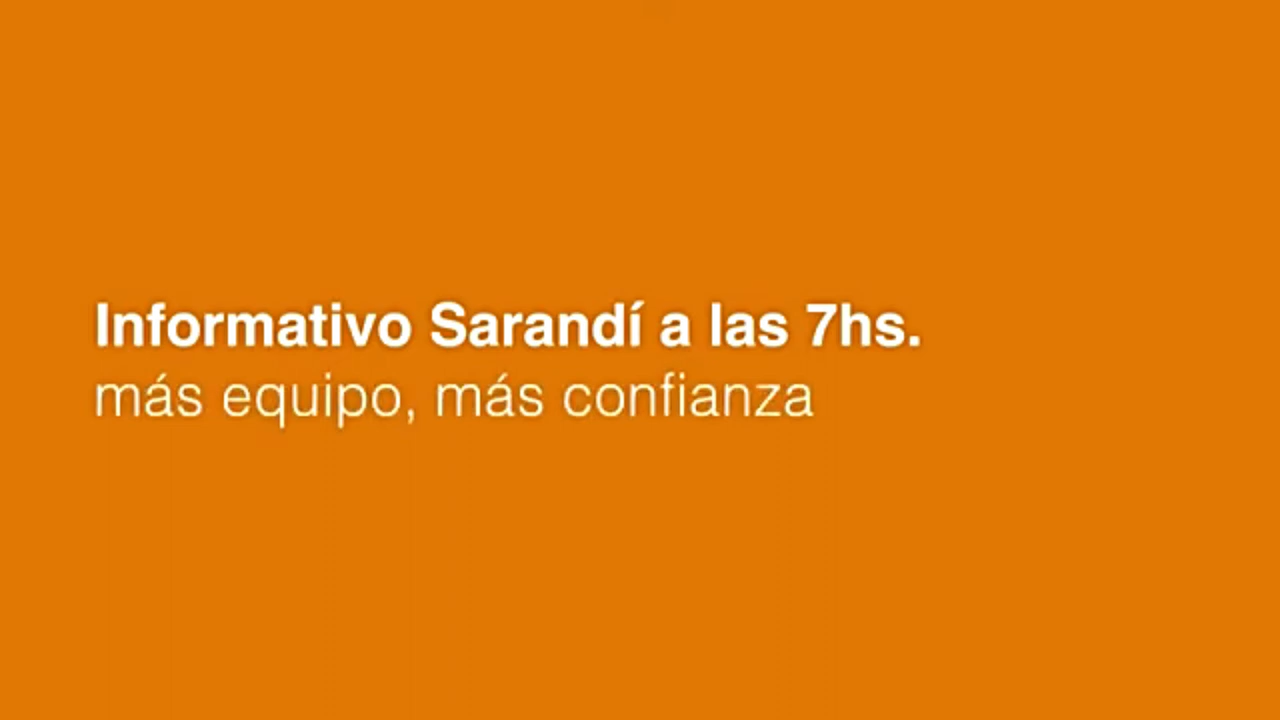 Informativo Sarandí a las 7hs.
más equipo, más confianza